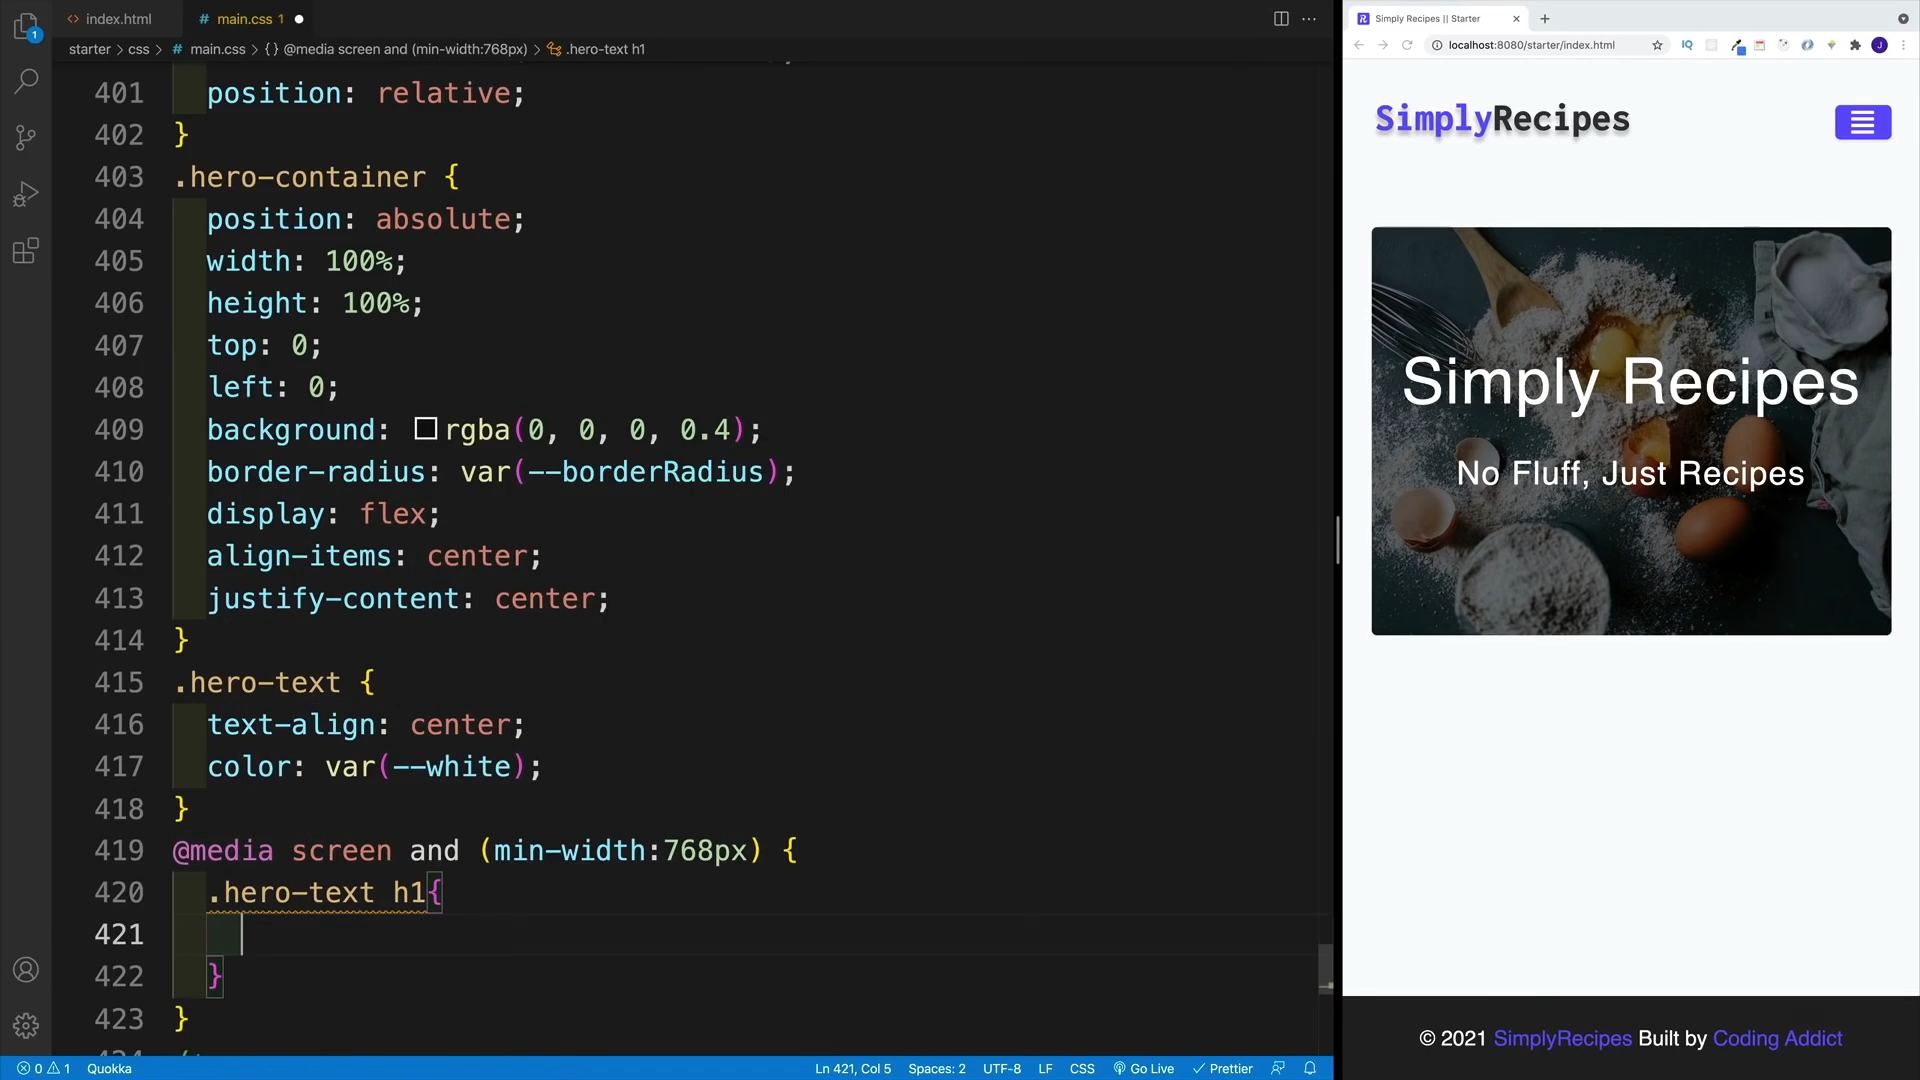 index.html
# main.css 1
starter > css > # main.css > {} @media screen and (min-width:768px) > .hero-text h1
401 position: relative;
402 }
403 .hero-container {
404 position: absolute;
405 width: 100%;
406 height: 100%;
407 top: 0;
408 left: 0;
409 background: rgba(0, 0, 0, 0.4);
410 border-radius: var(--borderRadius);
411 display: flex;
412 align-items: center;
413 justify-content: center;
414 }
415 .hero-text {
416 text-align: center;
417 color: var(--white);
418 }
419 @media screen and (min-width:768px) {
420 .hero-text h1{
421
422 }
423 }
1
0 1 Quokka
Ln 421, Col 5 Spaces: 2 UTF-8 LF CSS Go Live Prettier
Simply Recipes || Starter
localhost:8080/starter/index.html
IQ
J
SimplyRecipes
Simply Recipes
No Fluff, Just Recipes
© 2021 SimplyRecipes Built by Coding Addict